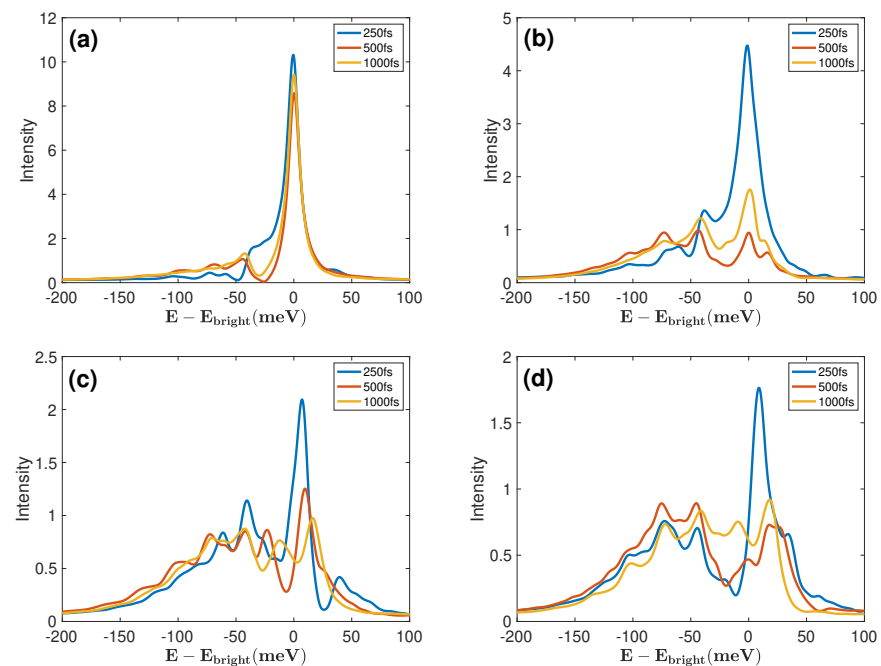 (a)
12
10
8
6
4
2
0
Intensity
-200 -150 -100 -50 0 50 100
E − E_bright(meV)
250fs
500fs
1000fs
(b)
5
4
3
2
1
0
Intensity
-200 -150 -100 -50 0 50 100
E − E_bright(meV)
250fs
500fs
1000fs
(c)
2.5
2
1.5
1
0.5
0
Intensity
-200 -150 -100 -50 0 50 100
E − E_bright(meV)
250fs
500fs
1000fs
(d)
2
1.5
1
0.5
0
Intensity
-200 -150 -100 -50 0 50 100
E − E_bright(meV)
250fs
500fs
1000fs